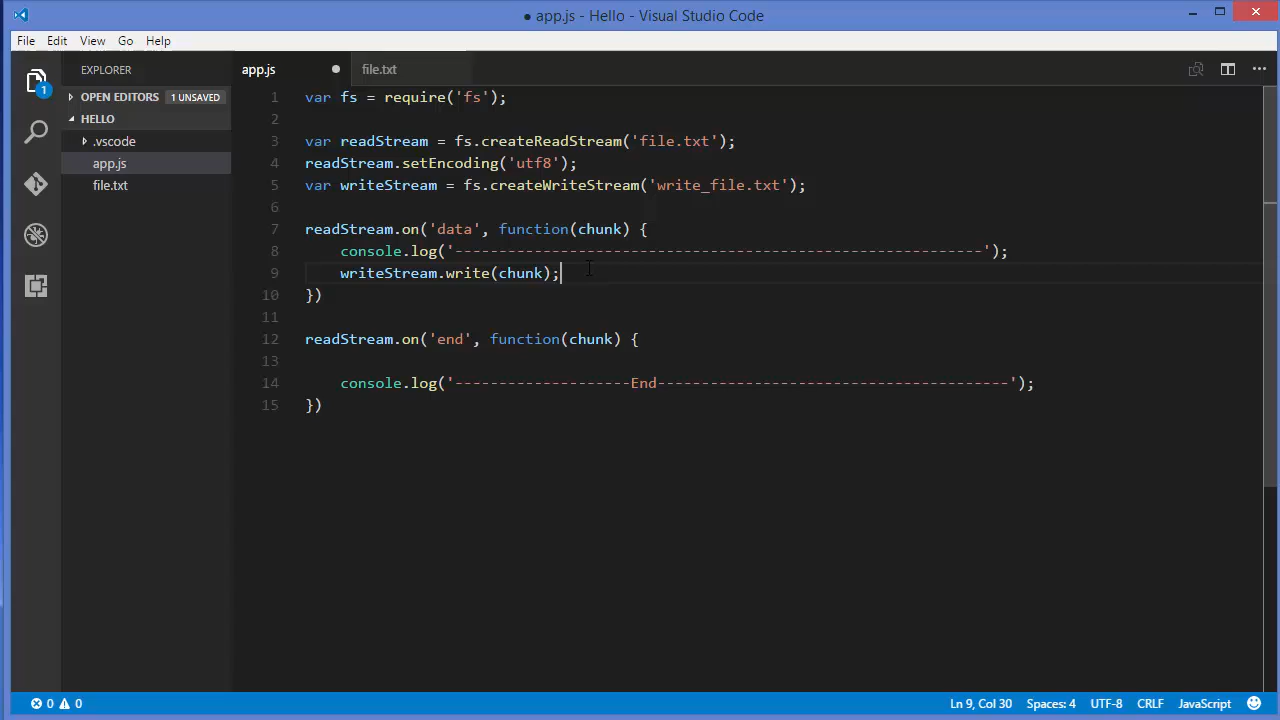 ● app.js - Hello - Visual Studio Code
File Edit View Go Help
EXPLORER
OPEN EDITORS 1 UNSAVED
HELLO
.vscode
app.js
file.txt
1
app.js ● file.txt
1 var fs = require('fs');
2
3 var readStream = fs.createReadStream('file.txt');
4 readStream.setEncoding('utf8');
5 var writeStream = fs.createWriteStream('write_file.txt');
6
7 readStream.on('data', function(chunk) {
8 console.log('------------------------------------------------------------');
9 writeStream.write(chunk);
10 })
11
12 readStream.on('end', function(chunk) {
13
14 console.log('--------------------End----------------------------------------');
15 })
0 0 Ln 9, Col 30 Spaces: 4 UTF-8 CRLF JavaScript